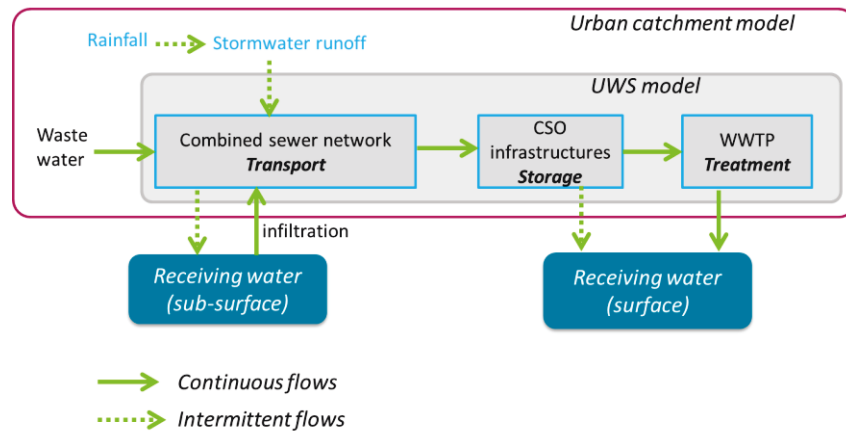 Urban catchment model
Rainfall
Stormwater runoff
UWS model
Waste
water
Combined sewer network
Transport
CSO
infrastructures
Storage
WWTP
Treatment
infiltration
Receiving water
(sub-surface)
Receiving water
(surface)
Continuous flows
Intermittent flows